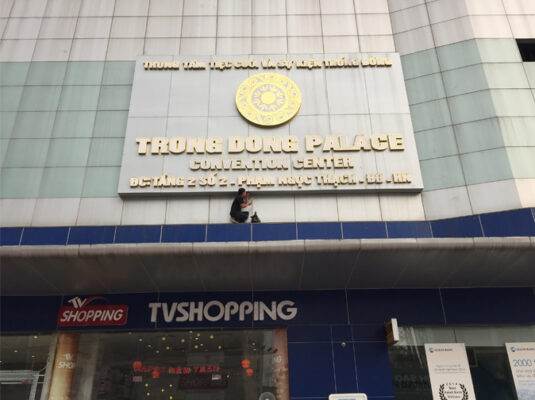 TRUNG TÂM TIỆC CƯỚI VÀ SỰ KIỆN TRỐNG ĐỒNG
TRONG DONG PALACE
CONVENTION CENTER
ĐC: TẦNG 2 SỐ 2 - PHẠM NGỌC THẠCH - ĐĐ - HN
TV
SHOPPING
TVSHOPPING
2000